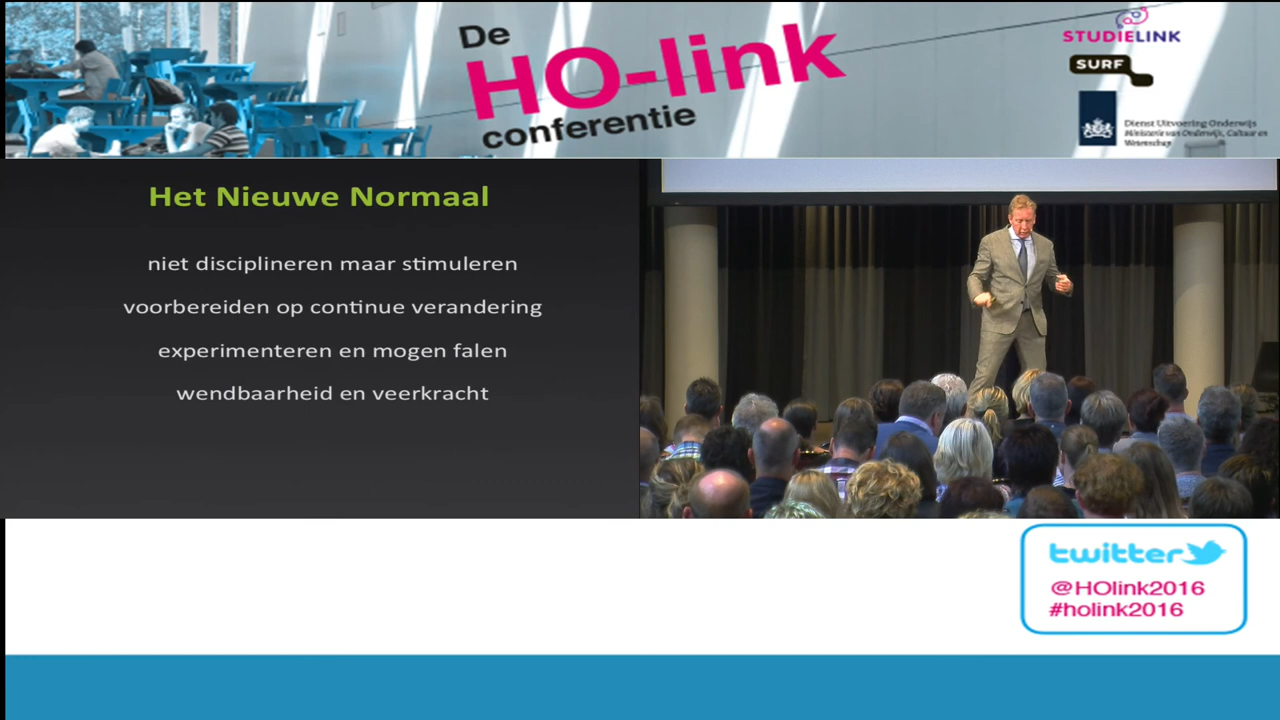 De
HO-link
conferentie
STUDIELINK
SURF
Dienst Uitvoering Onderwijs
Ministerie van Onderwijs, Cultuur en
Wetenschap
Het Nieuwe Normaal
niet disciplineren maar stimuleren
voorbereiden op continue verandering
experimenteren en mogen falen
wendbaarheid en veerkracht
twitter
@HOlink2016
#holink2016